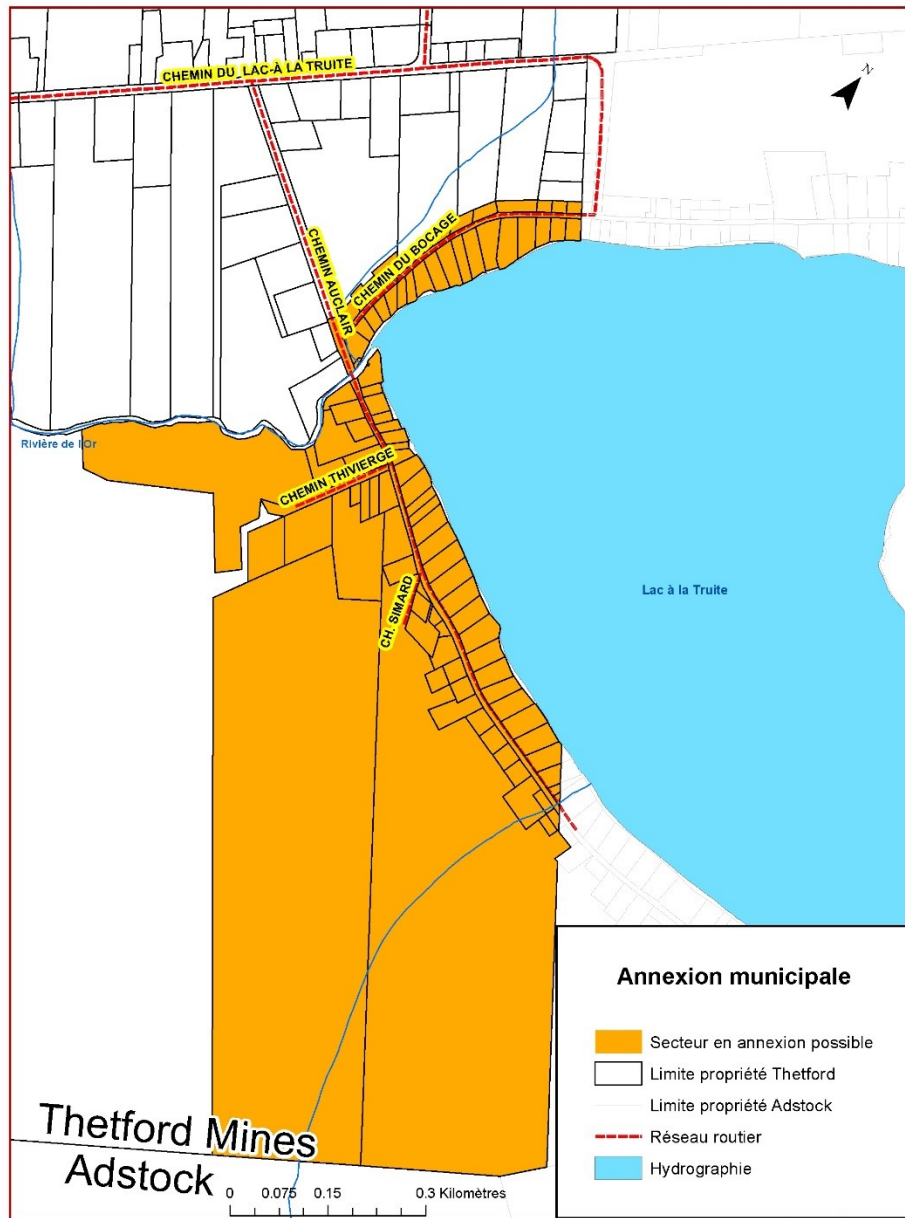 CHEMIN DU LAC-À LA TRUITE
N
CHEMIN DU BOCAGE
CHEMIN AUCLAIR
Rivière de l'Or
CHEMIN THIVIERGE
CH. SIMARD
Lac à la Truite
Annexion municipale
Secteur en annexion possible
Limite propriété Thetford
Limite propriété Adstock
Réseau routier
Hydrographie
Thetford Mines
Adstock
0 0.075 0.15 0.3 Kilomètres